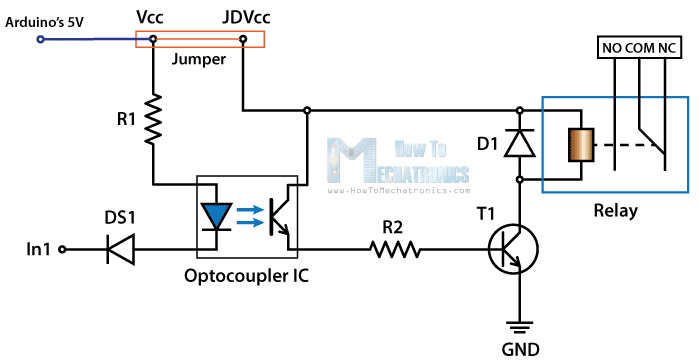 Arduino's 5V
Vcc
JDVcc
Jumper
NO COM NC
R1
D1
How To
MECHATRONICS
www.HowToMechatronics.com
Relay
DS1
T1
In1
R2
Optocoupler IC
GND